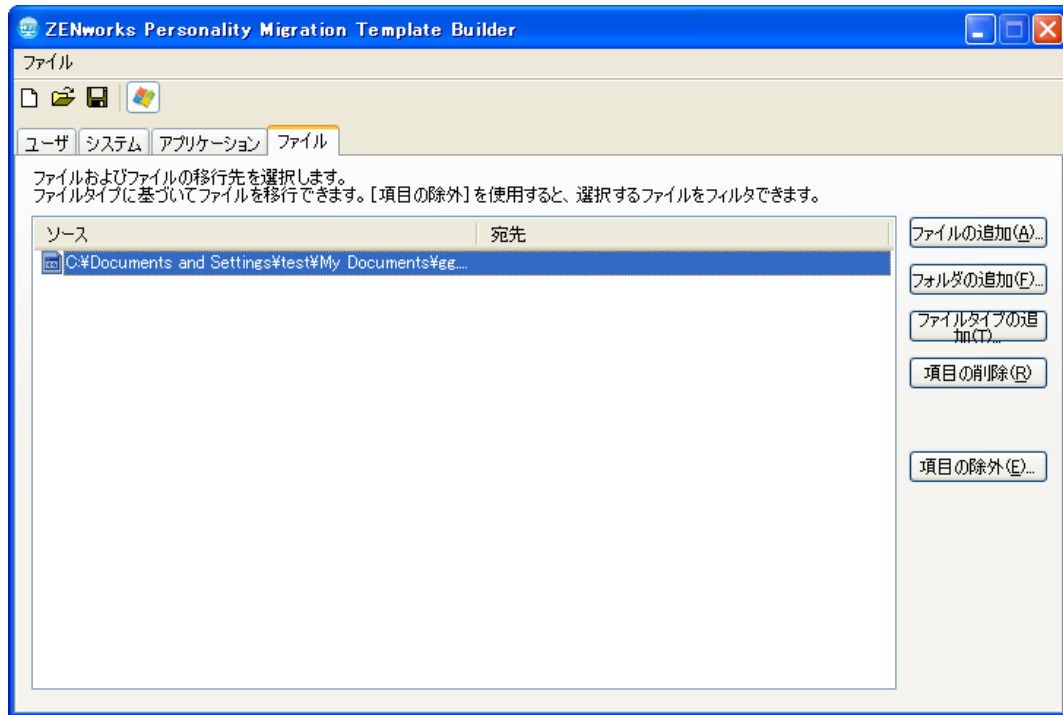 ZENworks Personality Migration Template Builder
ファイル
ユーザ システム アプリケーション ファイル
ファイルおよびファイルの移行先を選択します。
ファイルタイプに基づいてファイルを移行できます。[項目の除外]を使用すると、選択するファイルをフィルタできます。
ソース 宛先
C:¥Documents and Settings¥test¥My Documents¥gg....
ファイルの追加(A)...
フォルダの追加(F)...
ファイルタイプの追
加(T)...
項目の削除(R)
項目の除外(E)...